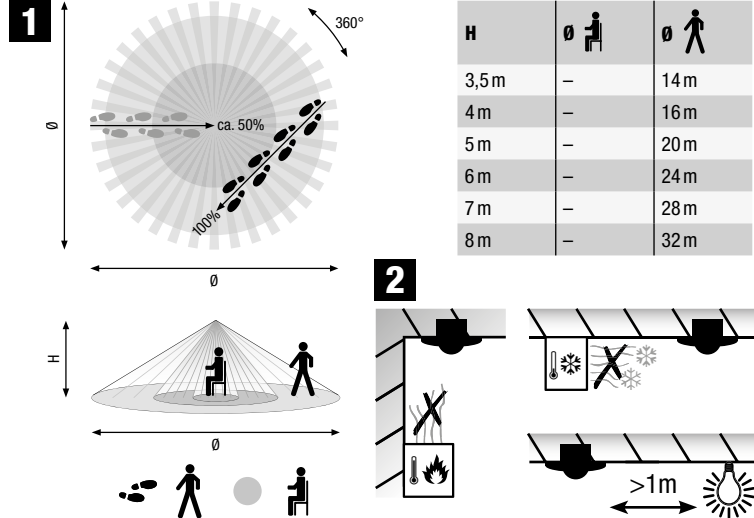 1
360°
Ø
ca. 50%
100%
Ø
H
Ø
H Ø Ø
3,5 m – 14 m
4 m – 16 m
5 m – 20 m
6 m – 24 m
7 m – 28 m
8 m – 32 m
2
>1m